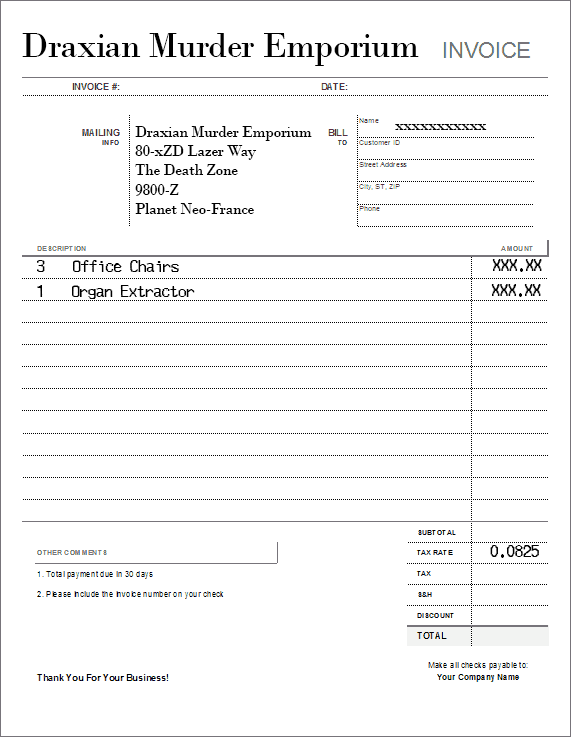 Draxian Murder Emporium INVOICE
INVOICE #: DATE:
MAILING INFO
Draxian Murder Emporium
80-xZD Lazer Way
The Death Zone
9800-Z
Planet Neo-France
BILL TO
Name xxxxxxxxxxx
Customer ID
Street Address
City, ST, ZIP
Phone
DESCRIPTION AMOUNT
3 Office Chairs XXX.XX
1 Organ Extractor XXX.XX
SUBTOTAL
TAX RATE 0.0825
TAX
S&H
DISCOUNT
TOTAL
OTHER COMMENTS
1. Total payment due in 30 days
2. Please include the invoice number on your check
Make all checks payable to:
Your Company Name
Thank You For Your Business!